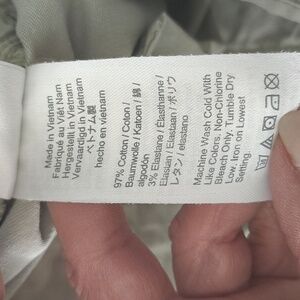 Made in Vietnam
Fabriqué au Viêt Nam
Hergestellt in Vietnam
Vervaardigd in Vietnam
ベトナム製
hecho en vietnam
97% Cotton / Coton /
Baumwolle / Katoen / 綿 /
algodón
3% Elastane / Elasthanne /
Elastan / Elastaan / ポリウ
レタン / elastano
Machine Wash Cold With
Like Colors. Non-Chlorine
Bleach Only. Tumble Dry
Low. Iron on Lowest
Setting.